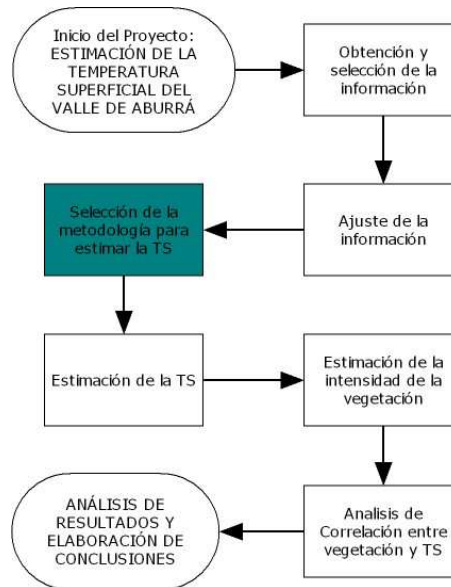 Inicio del Proyecto:
ESTIMACIÓN DE LA
TEMPERATURA
SUPERFICIAL DEL
VALLE DE ABURRÁ
Obtención y
selección de la
información
Selección de la
metodología para
estimar la TS
Ajuste de la
información
Estimación de la TS
Estimación de la
intensidad de la
vegetación
ANÁLISIS DE
RESULTADOS Y
ELABORACIÓN DE
CONCLUSIONES
Analisis de
Correlación entre
vegetación y TS